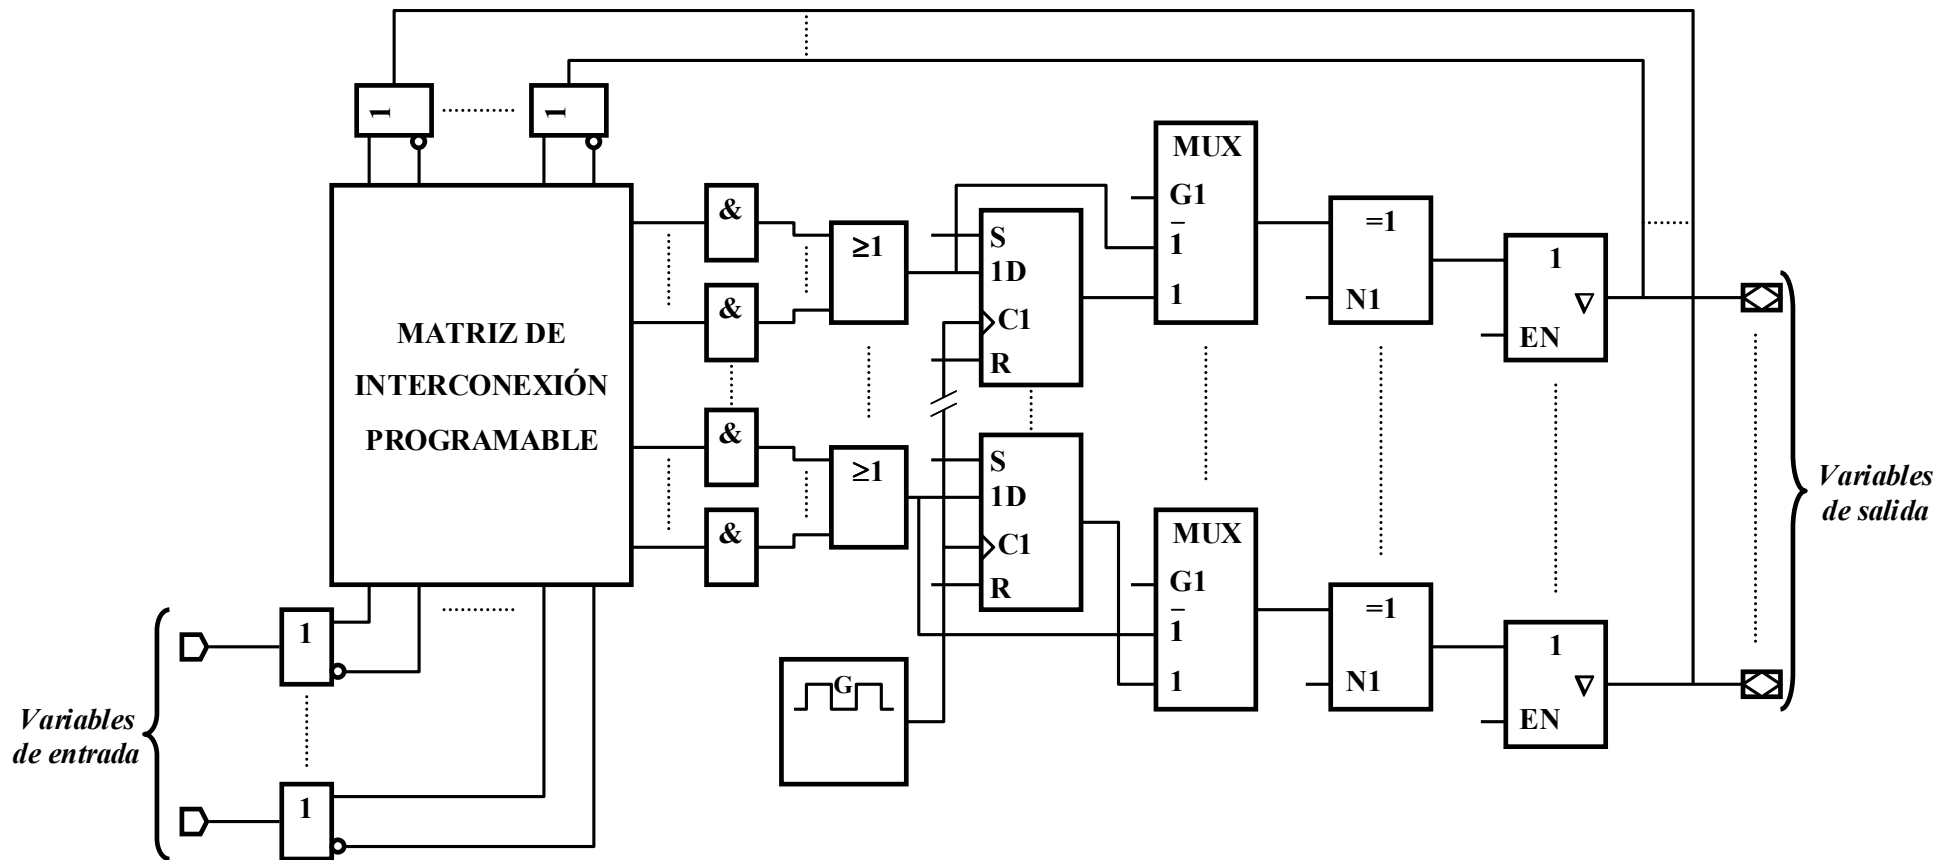 1
1
MUX
G1
1̅
1
=1
N1
1
▽
EN
&
&
≥1
S
1D
C1
R
MATRIZ DE
INTERCONEXIÓN
PROGRAMABLE
&
&
≥1
S
1D
C1
R
MUX
G1
1̅
1
=1
N1
1
▽
EN
Variables
de salida
1
1
G
Variables
de entrada